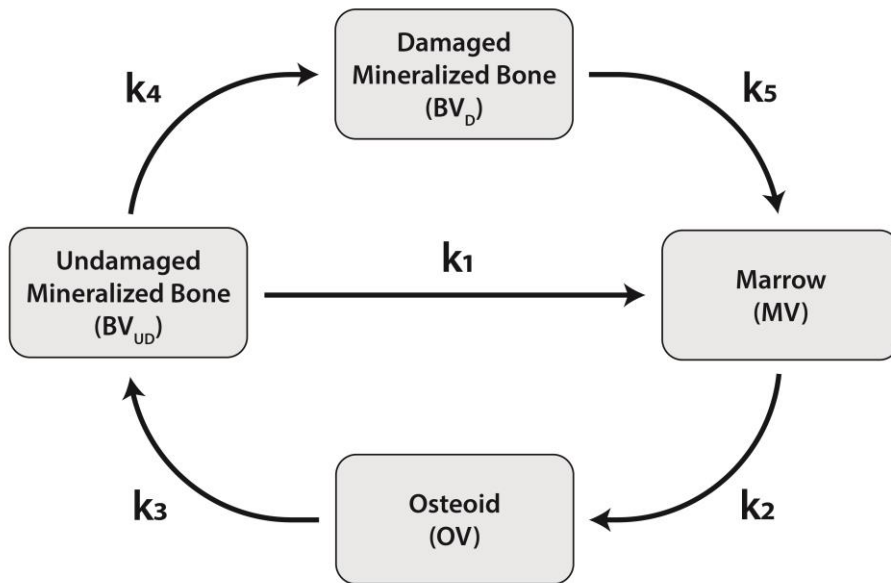 Damaged
Mineralized Bone
(BV_D)
k4
k5
Undamaged
Mineralized Bone
(BV_UD)
k1
Marrow
(MV)
k3
Osteoid
(OV)
k2